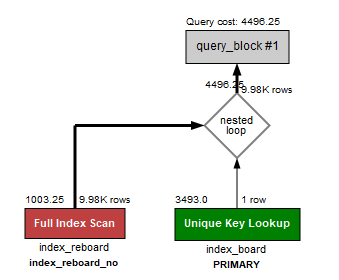 Query cost: 4496.25
query_block #1
4496.25
9.98K rows
nested
loop
1003.25 9.98K rows
Full Index Scan
index_reboard
index_reboard_no
3493.0 1 row
Unique Key Lookup
index_board
PRIMARY